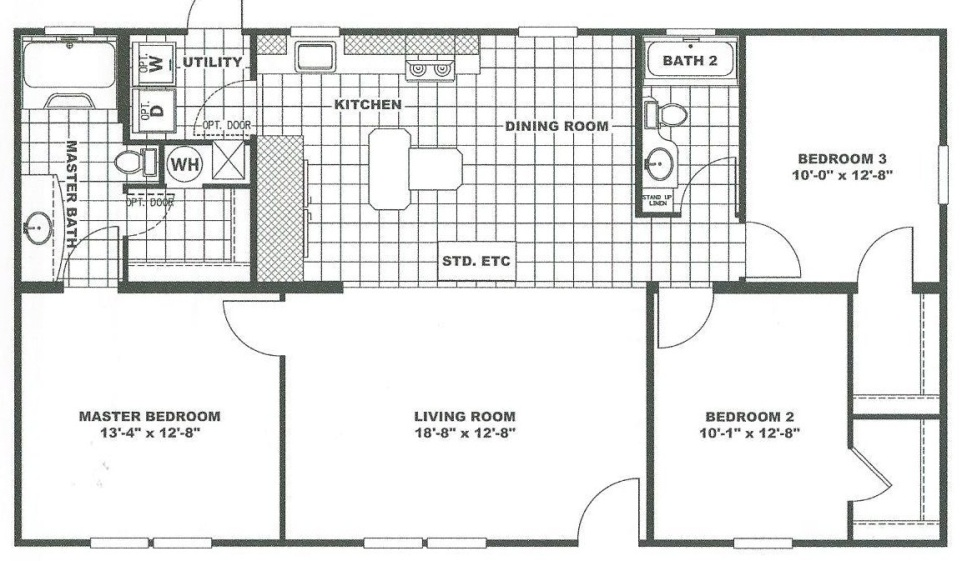 OPT.
W
UTILITY
BATH 2
OPT.
D
KITCHEN
OPT. DOOR
DINING ROOM
MASTER BATH
WH
BEDROOM 3
10'-0" x 12'-8"
OPT. DOOR
STAND UP
LINEN
STD. ETC
MASTER BEDROOM
13'-4" x 12'-8"
LIVING ROOM
18'-8" x 12'-8"
BEDROOM 2
10'-1" x 12'-8"